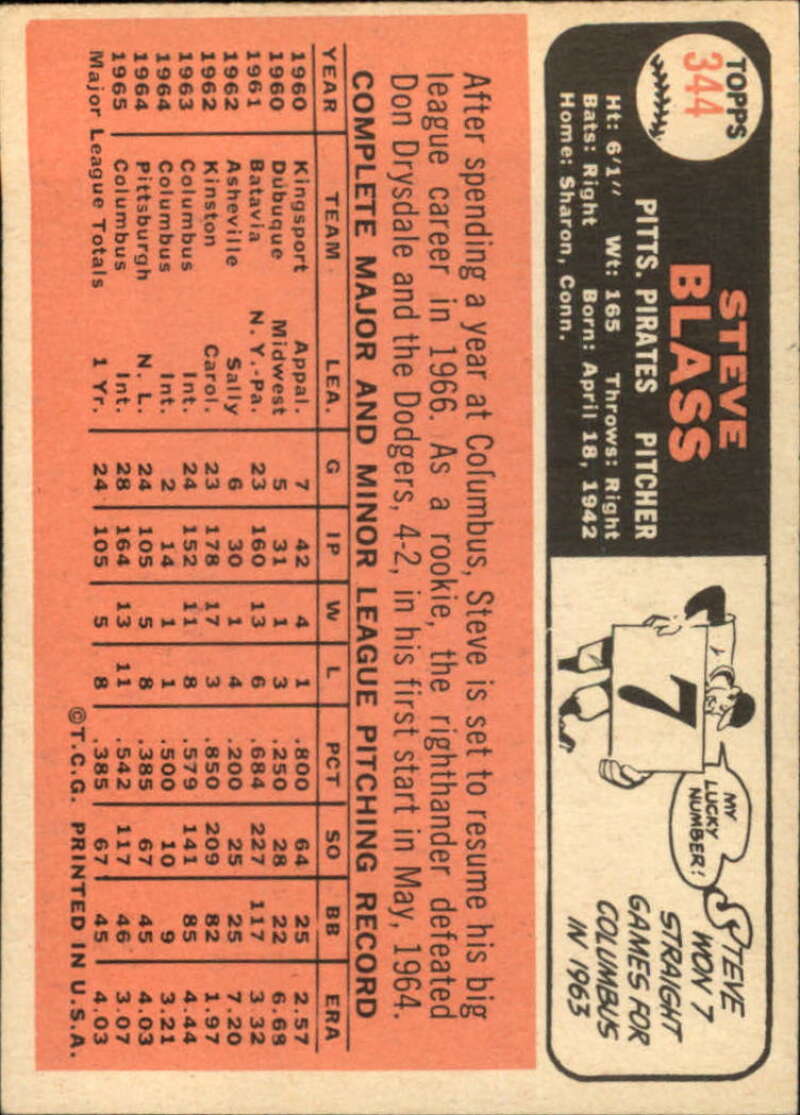 TOPPS
344
STEVE
BLASS
PITTS. PIRATES PITCHER
Ht: 6'1" Wt: 165 Throws: Right
Bats: Right Born: April 18, 1942
Home: Sharon, Conn.
7
MY
LUCKY
NUMBER!
STEVE
WON 7
STRAIGHT
GAMES FOR
COLUMBUS
IN 1963
After spending a year at Columbus, Steve is set to resume his big
league career in 1966. As a rookie, the righthander defeated
Don Drysdale and the Dodgers, 4-2, in his first start in May, 1964.
COMPLETE MAJOR AND MINOR LEAGUE PITCHING RECORD
YEAR TEAM LEA. G IP W L PCT SO BB ERA
1960 Kingsport Appal. 7 42 4 1 .800 64 25 2.57
1960 Dubuque Midwest 5 31 1 3 .250 28 22 6.68
1961 Batavia N.Y.-Pa. 23 160 13 6 .684 227 117 3.32
1962 Asheville Sally 6 30 1 4 .200 25 25 7.20
1962 Kinston Carol. 23 178 17 3 .850 209 82 1.97
1963 Columbus Int. 24 152 11 8 .579 141 85 4.44
1964 Columbus Int. 2 14 1 1 .500 10 9 3.21
1964 Pittsburgh N. L. 24 105 5 8 .385 67 45 4.03
1965 Columbus Int. 28 164 13 11 .542 117 46 3.07
Major League Totals 1 Yr. 24 105 5 8 .385 67 45 4.03
©T.C.G. PRINTED IN U.S.A.